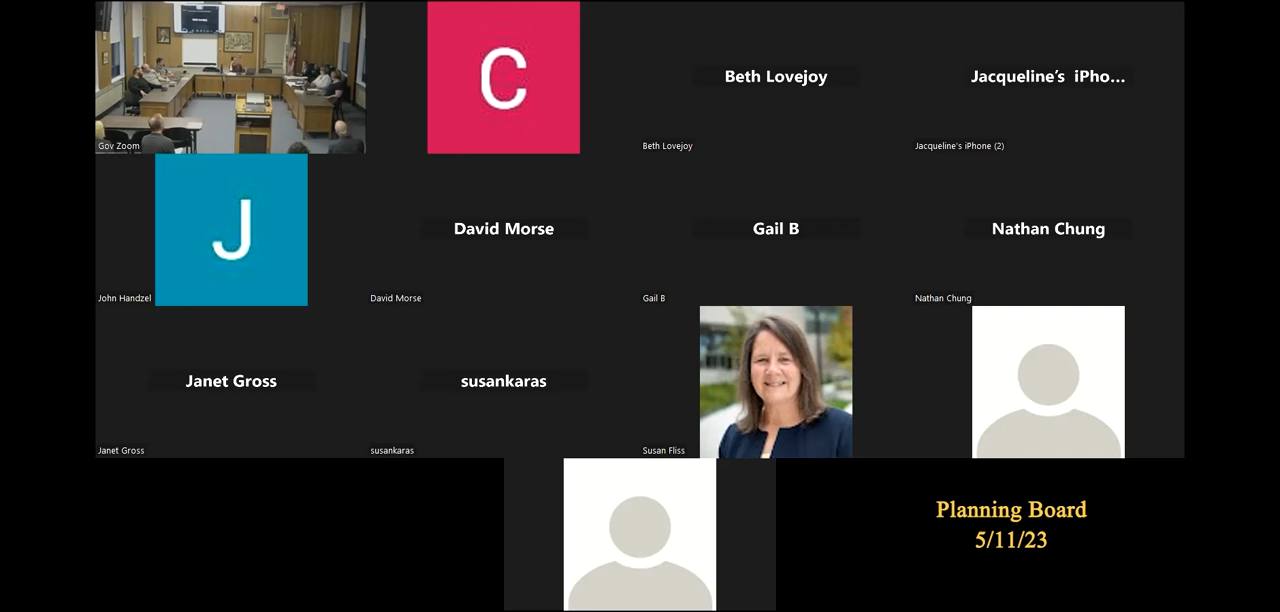 C
Beth Lovejoy
Jacqueline’s iPho...
Gov Zoom
Beth Lovejoy
Jacqueline's iPhone (2)
J
David Morse
Gail B
Nathan Chung
John Handzel
David Morse
Gail B
Nathan Chung
Janet Gross
susankaras
Janet Gross
susankaras
Susan Fliss
Planning Board
5/11/23